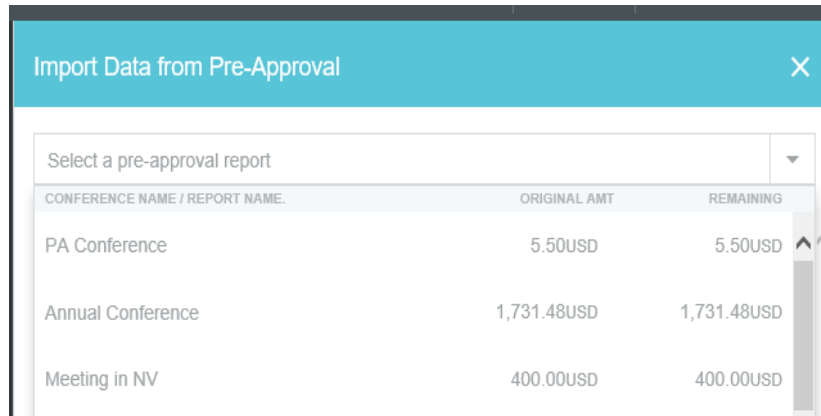 Import Data from Pre-Approval
Select a pre-approval report
CONFERENCE NAME / REPORT NAME. ORIGINAL AMT REMAINING
PA Conference 5.50USD 5.50USD
Annual Conference 1,731.48USD 1,731.48USD
Meeting in NV 400.00USD 400.00USD